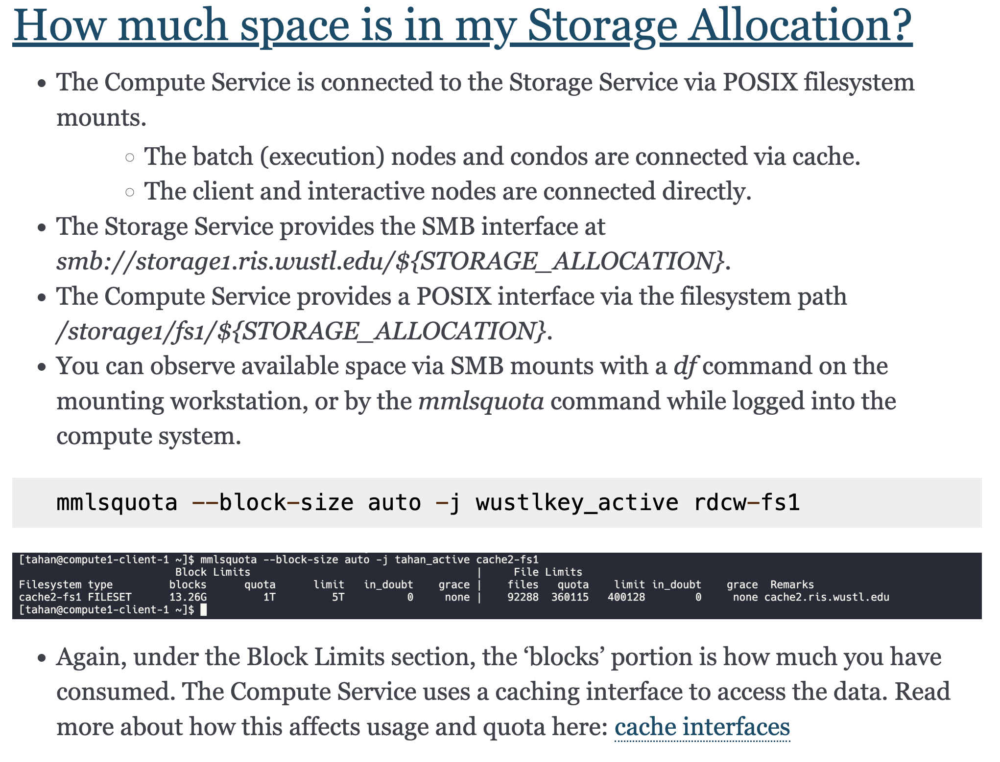 How much space is in my Storage Allocation?
• The Compute Service is connected to the Storage Service via POSIX filesystem
mounts.
◦ The batch (execution) nodes and condos are connected via cache.
◦ The client and interactive nodes are connected directly.
• The Storage Service provides the SMB interface at
smb://storage1.ris.wustl.edu/${STORAGE_ALLOCATION}.
• The Compute Service provides a POSIX interface via the filesystem path
/storage1/fs1/${STORAGE_ALLOCATION}.
• You can observe available space via SMB mounts with a df command on the
mounting workstation, or by the mmlsquota command while logged into the
compute system.
mmlsquota --block-size auto -j wustlkey_active rdcw-fs1
[tahan@compute1-client-1 ~]$ mmlsquota --block-size auto -j tahan_active cache2-fs1
                         Block Limits                                    |     File Limits
Filesystem type         blocks      quota      limit   in_doubt    grace |    files   quota    limit in_doubt    grace  Remarks
cache2-fs1 FILESET      13.26G         1T         5T          0     none |    92288  360115   400128        0     none cache2.ris.wustl.edu
[tahan@compute1-client-1 ~]$
• Again, under the Block Limits section, the ‘blocks’ portion is how much you have
consumed. The Compute Service uses a caching interface to access the data. Read
more about how this affects usage and quota here: cache interfaces